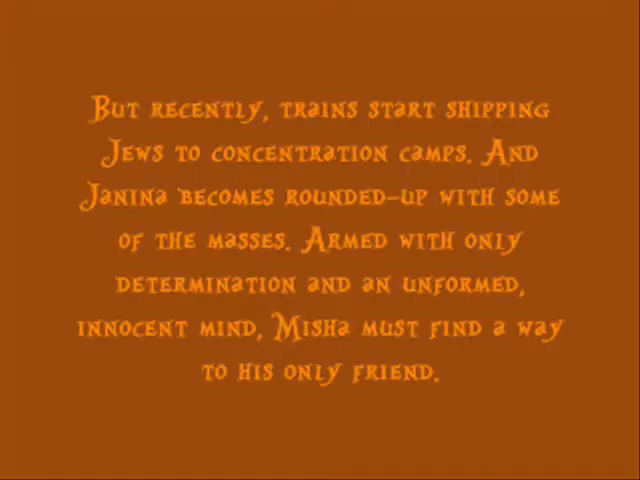 But recently, trains start shipping
Jews to concentration camps. And
Janina becomes rounded-up with some
of the masses. Armed with only
determination and an unformed,
innocent mind, Misha must find a way
to his only friend.